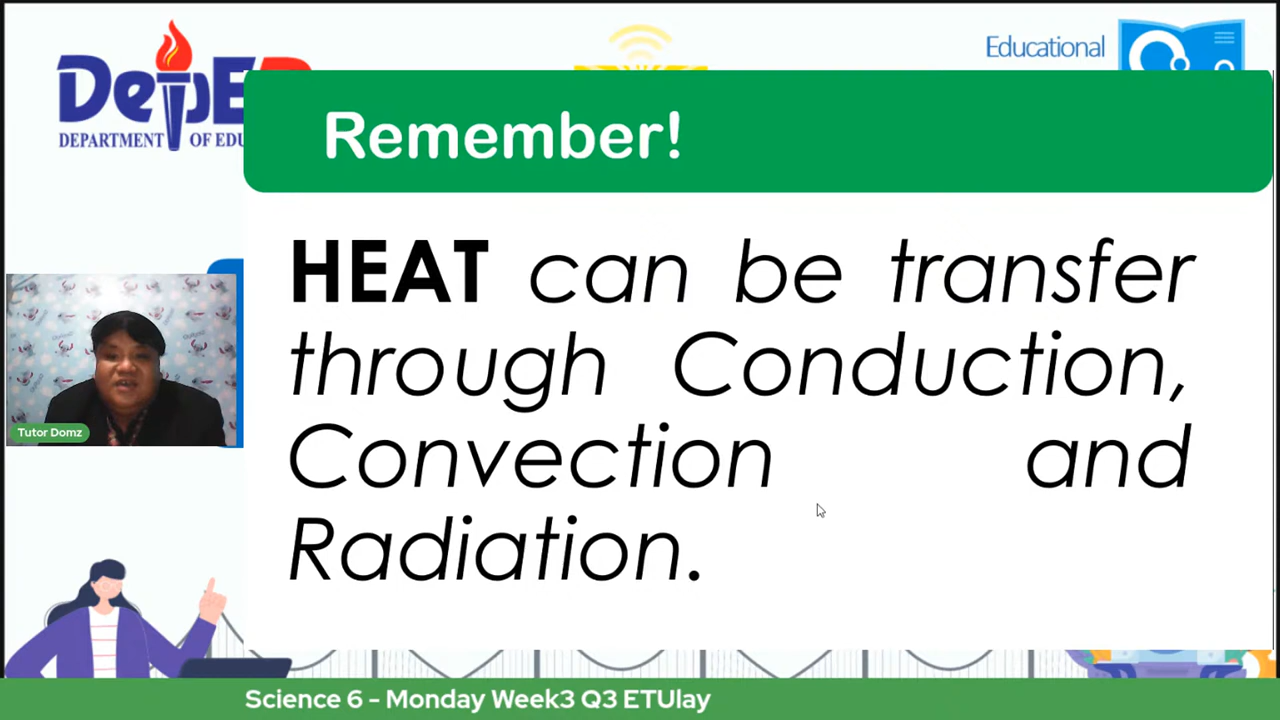 DepED
DEPARTMENT OF EDU
Educational
Remember!
HEAT can be transfer
through Conduction,
Convection and
Radiation.
Tutor Domz
Science 6 - Monday Week3 Q3 ETUlay